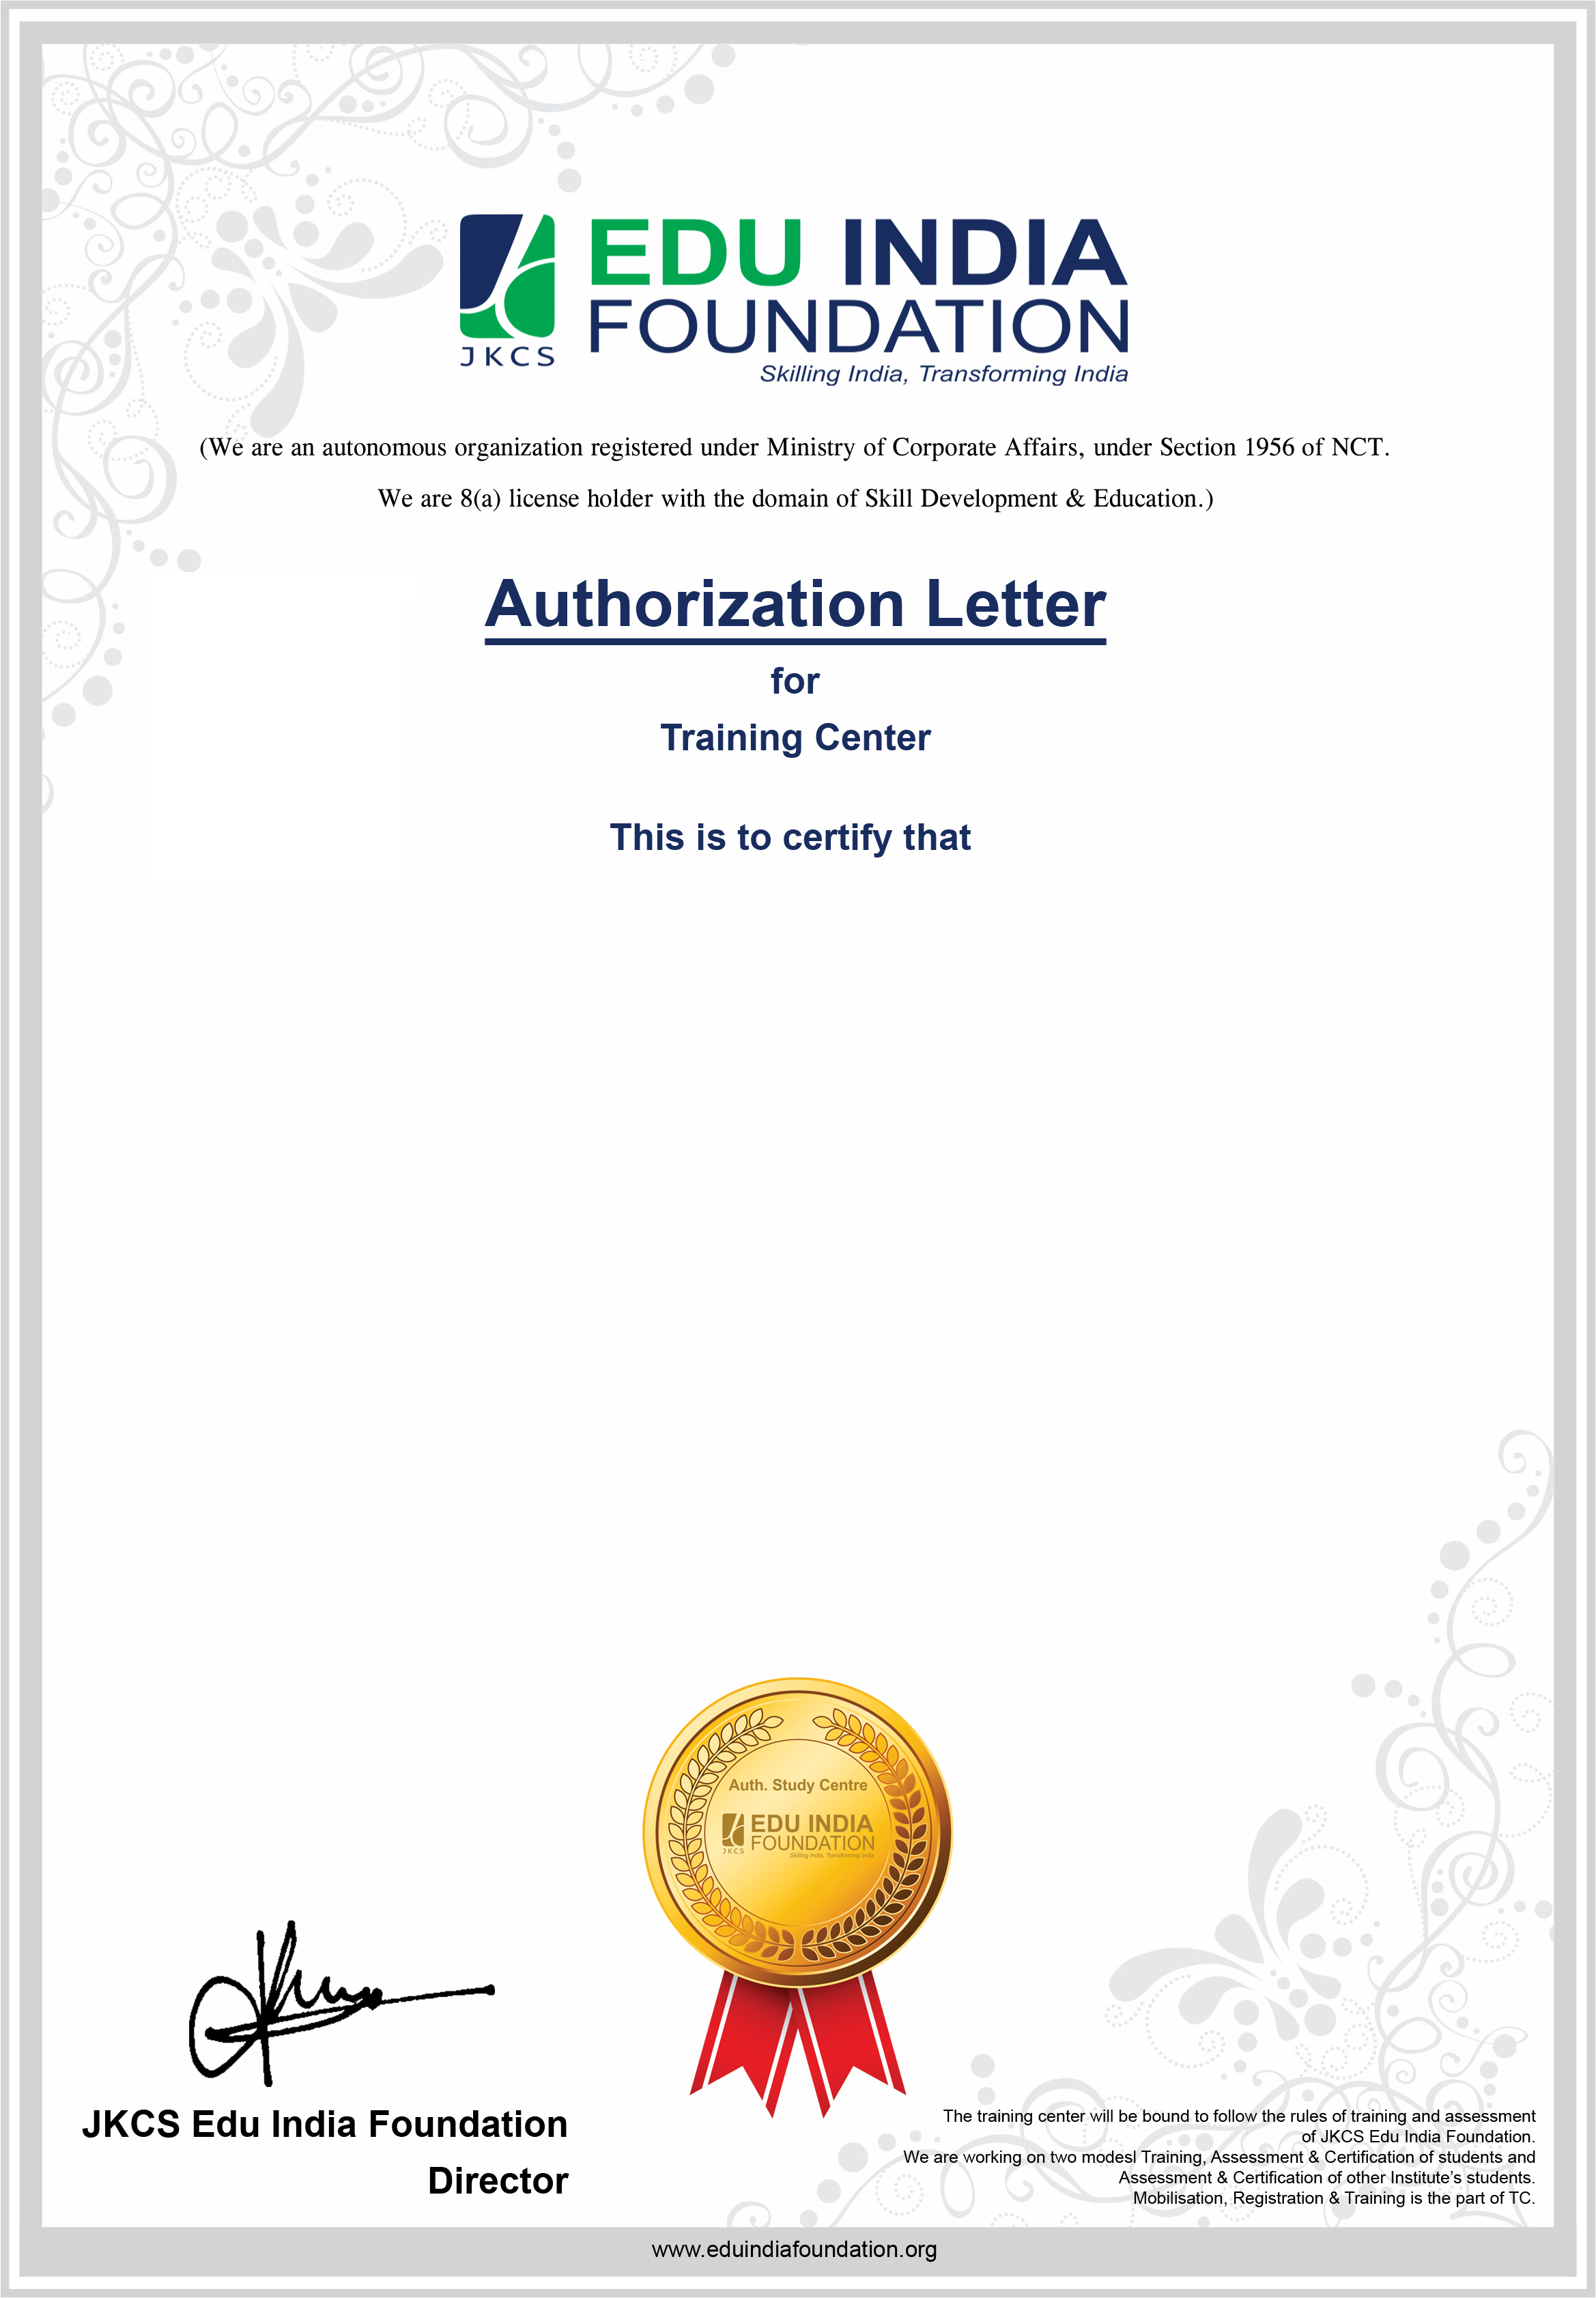 EDU INDIA
FOUNDATION
JKCS
Skilling India, Transforming India
(We are an autonomous organization registered under Ministry of Corporate Affairs, under Section 1956 of NCT.
We are 8(a) license holder with the domain of Skill Development & Education.)
Authorization Letter
for
Training Center
This is to certify that
Auth. Study Centre
EDU INDIA
FOUNDATION
JKCS
Skilling India, Transforming India
JKCS Edu India Foundation
Director
The training center will be bound to follow the rules of training and assessment
of JKCS Edu India Foundation.
We are working on two modesl Training, Assessment & Certification of students and
Assessment & Certification of other Institute’s students.
Mobilisation, Registration & Training is the part of TC.
www.eduindiafoundation.org